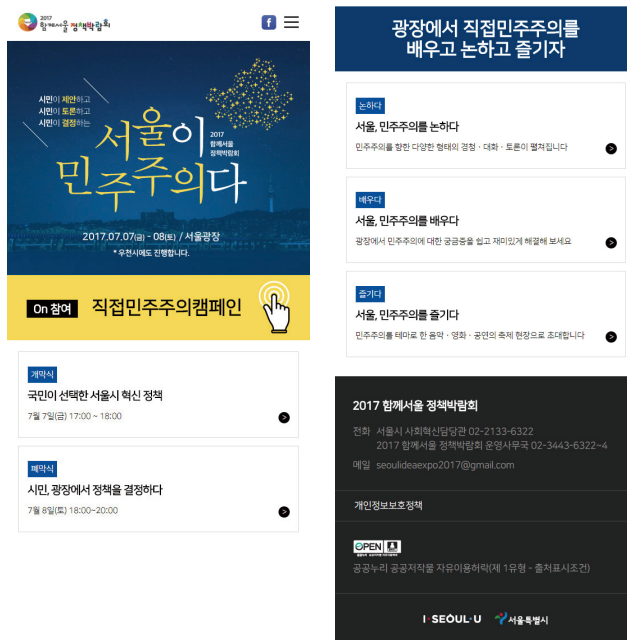 2017
함께서울 정책박람회
f
시민이 제안하고
시민이 토론하고
시민이 결정하는
서울이
민주주의다
2017
함께서울
정책박람회
2017.07.07(금) - 08(토) / 서울광장
* 우천시에도 진행합니다.
On 참여 직접민주주의캠페인
개막식
국민이 선택한 서울시 혁신 정책
7월 7일(금) 17:00 ~ 18:00
폐막식
시민, 광장에서 정책을 결정하다
7월 8일(토) 18:00~20:00
광장에서 직접민주주의를
배우고 논하고 즐기자
논하다
서울, 민주주의를 논하다
민주주의를 향한 다양한 형태의 경청 · 대화 · 토론이 펼쳐집니다
배우다
서울, 민주주의를 배우다
광장에서 민주주의에 대한 궁금증을 쉽고 재미있게 해결해 보세요
즐기다
서울, 민주주의를 즐기다
민주주의를 테마로 한 음악 · 영화 · 공연의 축제 현장으로 초대합니다
2017 함께서울 정책박람회
전화 서울시 사회혁신담당관 02-2133-6322
2017 함께서울 정책박람회 운영사무국 02-3443-6322~4
메일 seoulideaexpo2017@gmail.com
개인정보보호정책
OPEN
공공누리 공공저작물 자유이용허락(제 1유형 - 출처표시조건)
I·SEOUL·U 서울특별시